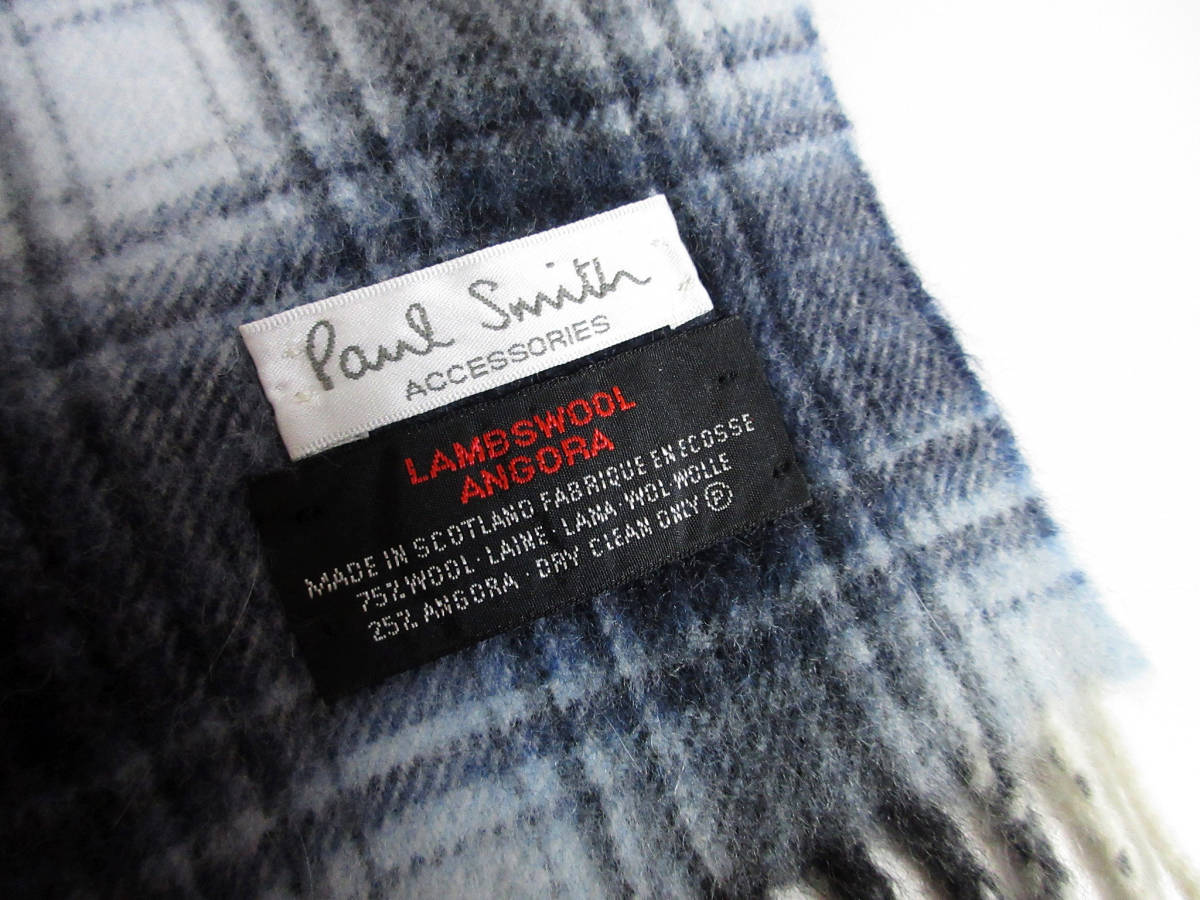 Paul Smith
ACCESSORIES
LAMBSWOOL
ANGORA
MADE IN SCOTLAND FABRIQUE EN ECOSSE
75% WOOL · LAINE · LANA · WOL · WOLLE
25% ANGORA · DRY CLEAN ONLY Ⓟ